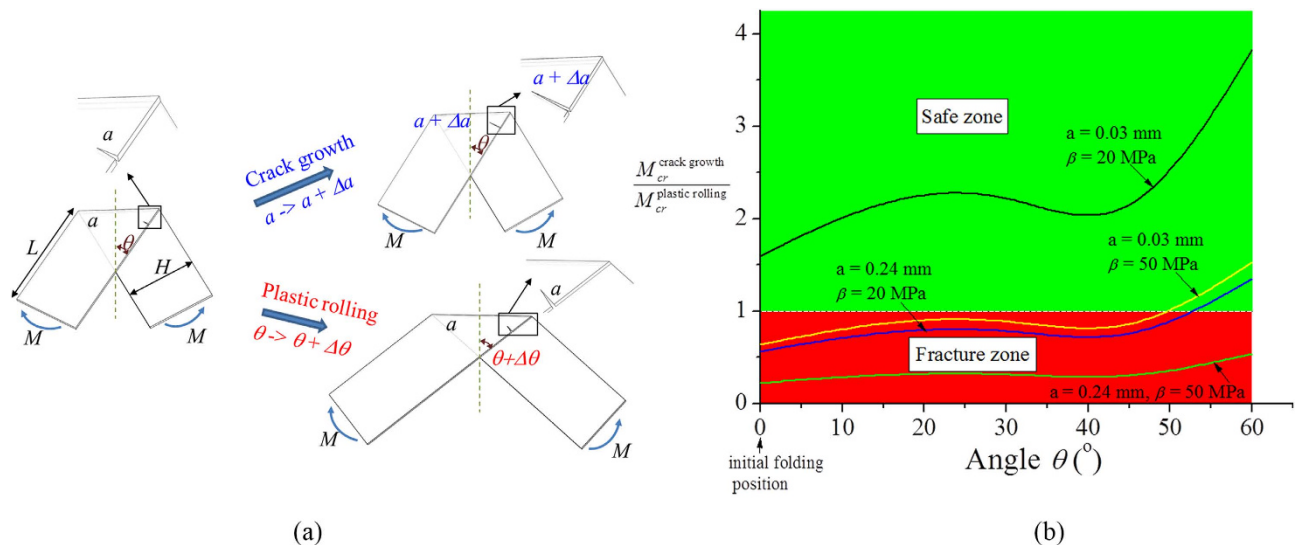 a
L
a
θ
H
M
M
Crack growth
a -> a + Δa
a + Δa
a + Δa
θ
M
M
Plastic rolling
θ -> θ + Δθ
a
a
θ+Δθ
M
M
(a)
M_cr^crack growth
M_cr^plastic rolling
4
3
2
1
0
Safe zone
a = 0.03 mm
β = 20 MPa
a = 0.03 mm
β = 50 MPa
a = 0.24 mm
β = 20 MPa
Fracture zone
a = 0.24 mm, β = 50 MPa
0 10 20 30 40 50 60
initial folding
position
Angle θ (°)
(b)